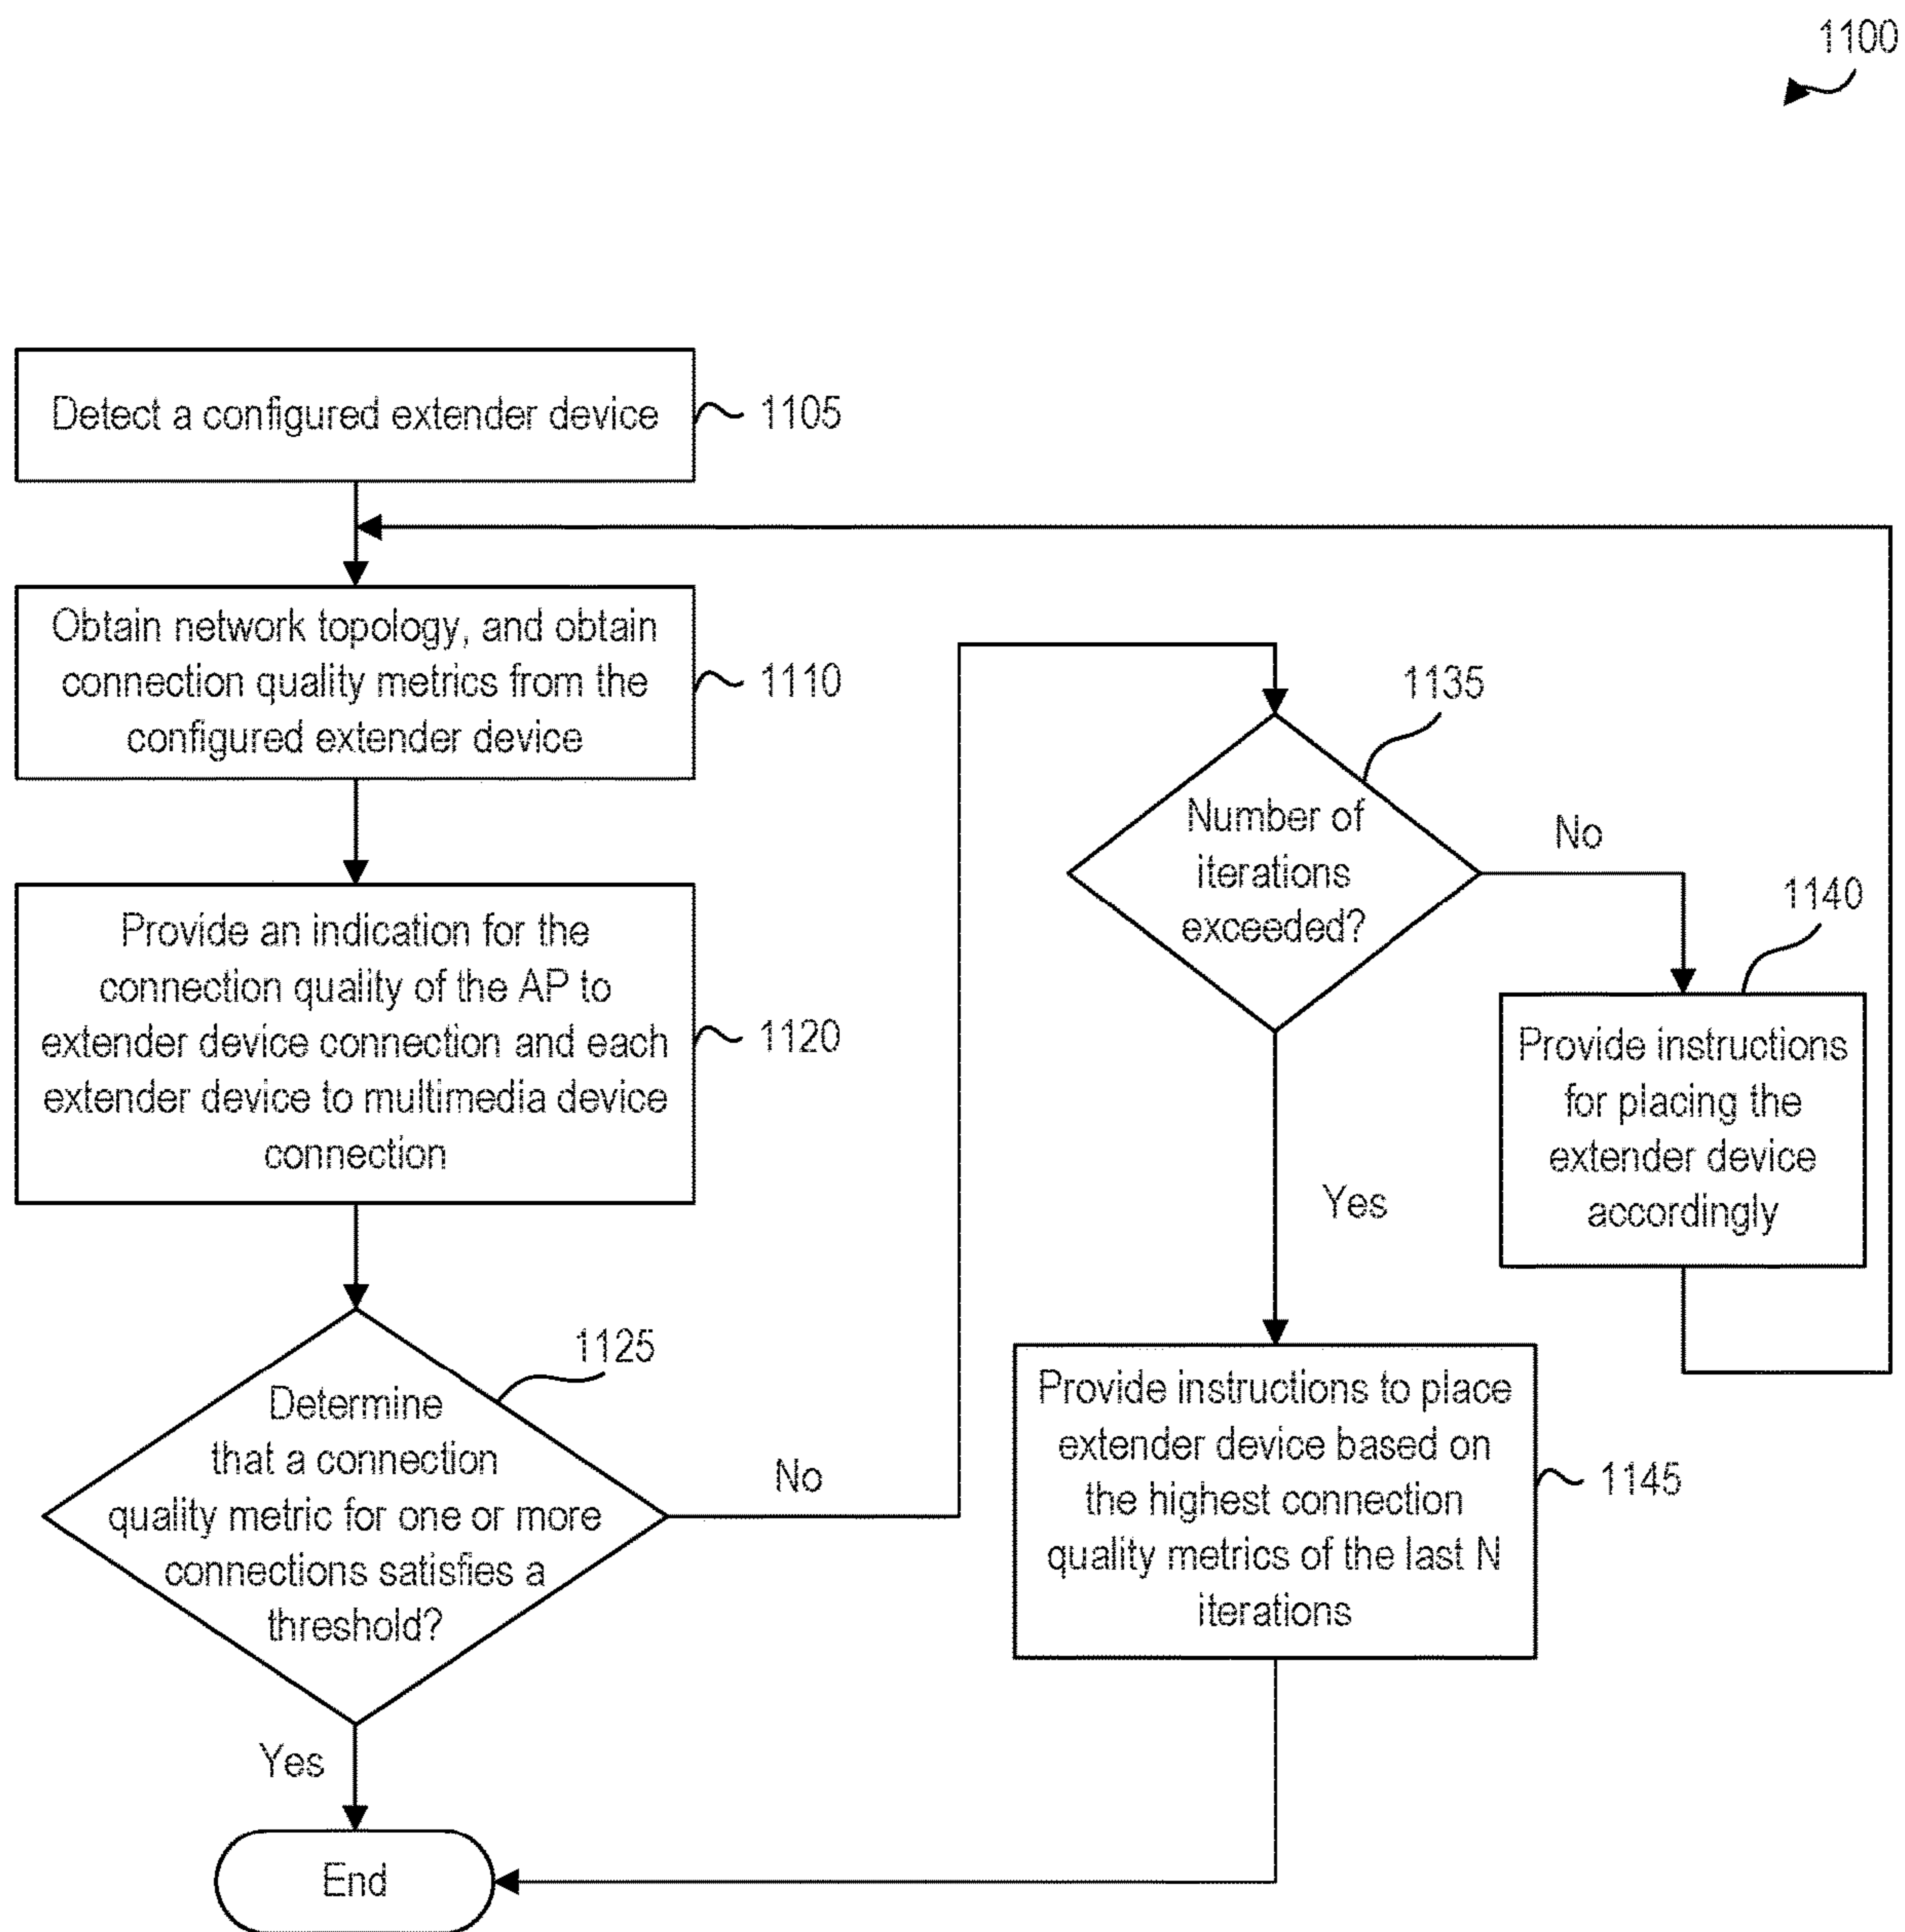 1100
Detect a configured extender device
1105
Obtain network topology, and obtain
connection quality metrics from the
configured extender device
1110
Provide an indication for the
connection quality of the AP to
extender device connection and each
extender device to multimedia device
connection
1120
1125
Determine
that a connection
quality metric for one or more
connections satisfies a
threshold?
No
Yes
End
1135
Number of
iterations
exceeded?
No
Yes
1140
Provide instructions
for placing the
extender device
accordingly
Provide instructions to place
extender device based on
the highest connection
quality metrics of the last N
iterations
1145